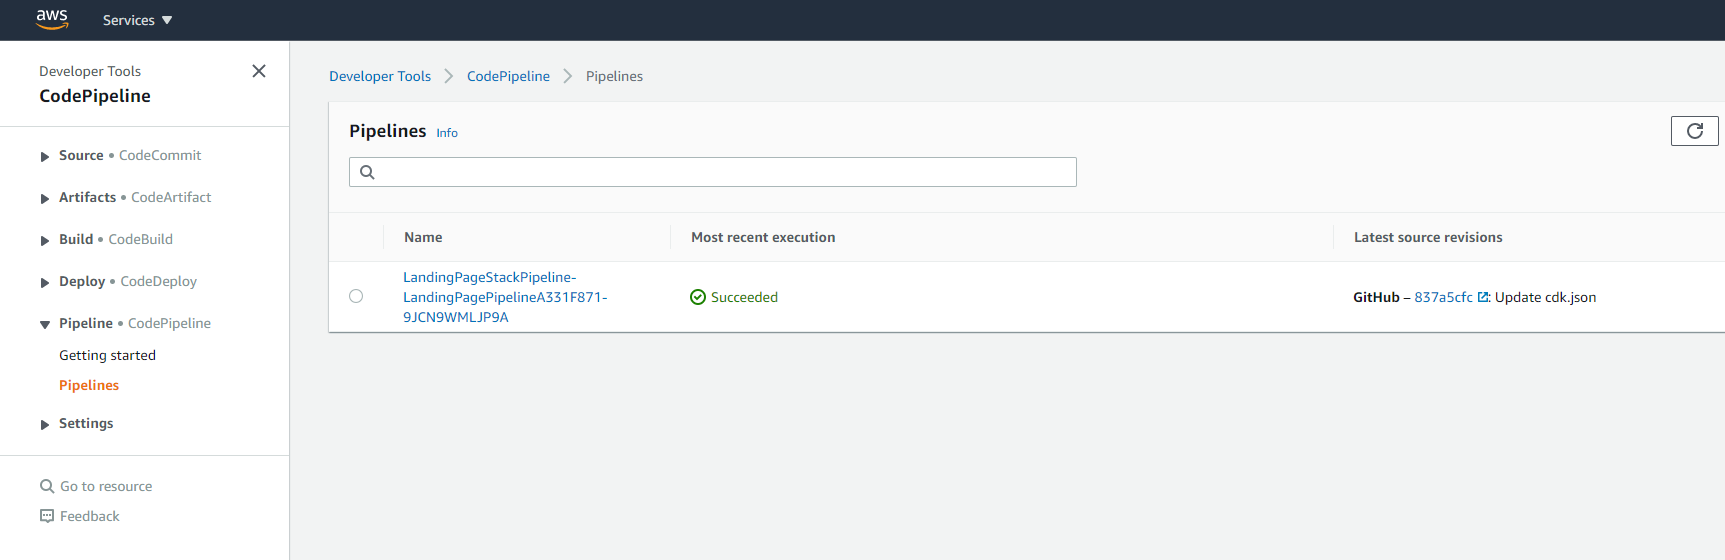 aws
Services
Developer Tools
CodePipeline
Source • CodeCommit
Artifacts • CodeArtifact
Build • CodeBuild
Deploy • CodeDeploy
Pipeline • CodePipeline
Getting started
Pipelines
Settings
Go to resource
Feedback
Developer Tools > CodePipeline > Pipelines
Pipelines Info
Name Most recent execution Latest source revisions
LandingPageStackPipeline-
LandingPagePipelineA331F871-
9JCN9WMLJP9A
Succeeded
GitHub – 837a5cfc: Update cdk.json